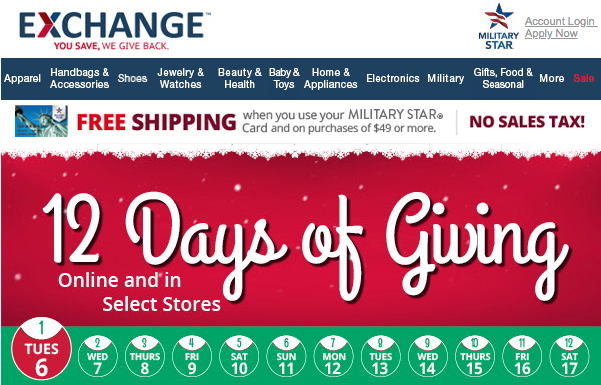 EXCHANGE™
YOU SAVE, WE GIVE BACK.
MILITARY
STAR
Account Login
Apply Now
Apparel
Handbags &
Accessories
Shoes
Jewelry &
Watches
Beauty &
Health
Baby &
Toys
Home &
Appliances
Electronics
Military
Gifts, Food &
Seasonal
More
Sale
FREE SHIPPING
when you use your MILITARY STAR®
Card and on purchases of $49 or more.
NO SALES TAX!
12 Days of Giving
Online and in
Select Stores
1
TUES
6
2
WED
7
3
THURS
8
4
FRI
9
5
SAT
10
6
SUN
11
7
MON
12
8
TUES
13
9
WED
14
10
THURS
15
11
FRI
16
12
SAT
17